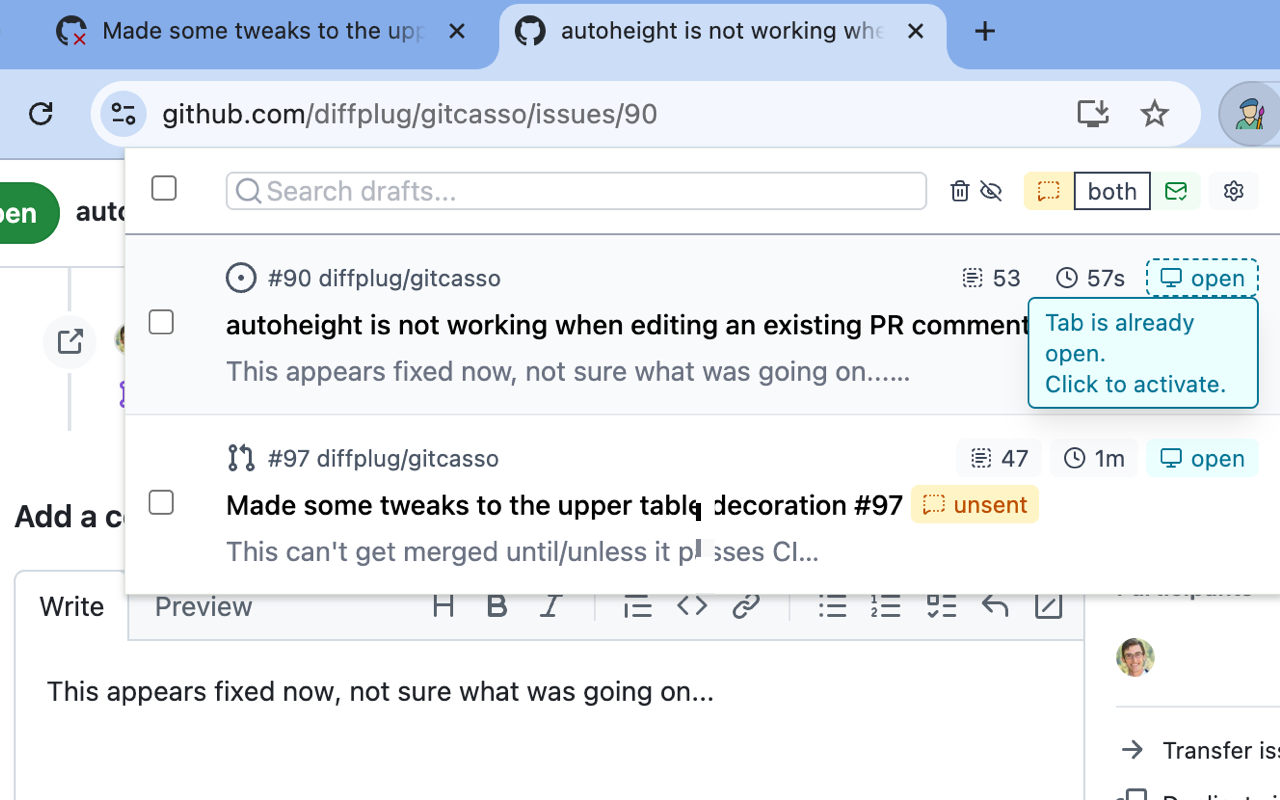 Made some tweaks to the upp
autoheight is not working whe
github.com/diffplug/gitcasso/issues/90
Search drafts...
both
pen
auto
#90 diffplug/gitcasso
53
57s
open
autoheight is not working when editing an existing PR comment
Tab is already
open.
Click to activate.
This appears fixed now, not sure what was going on......
#97 diffplug/gitcasso
47
1m
open
Made some tweaks to the upper table decoration #97
unsent
This can't get merged until/unless it passes CI...
Add a c
Write
Preview
This appears fixed now, not sure what was going on...
Transfer iss